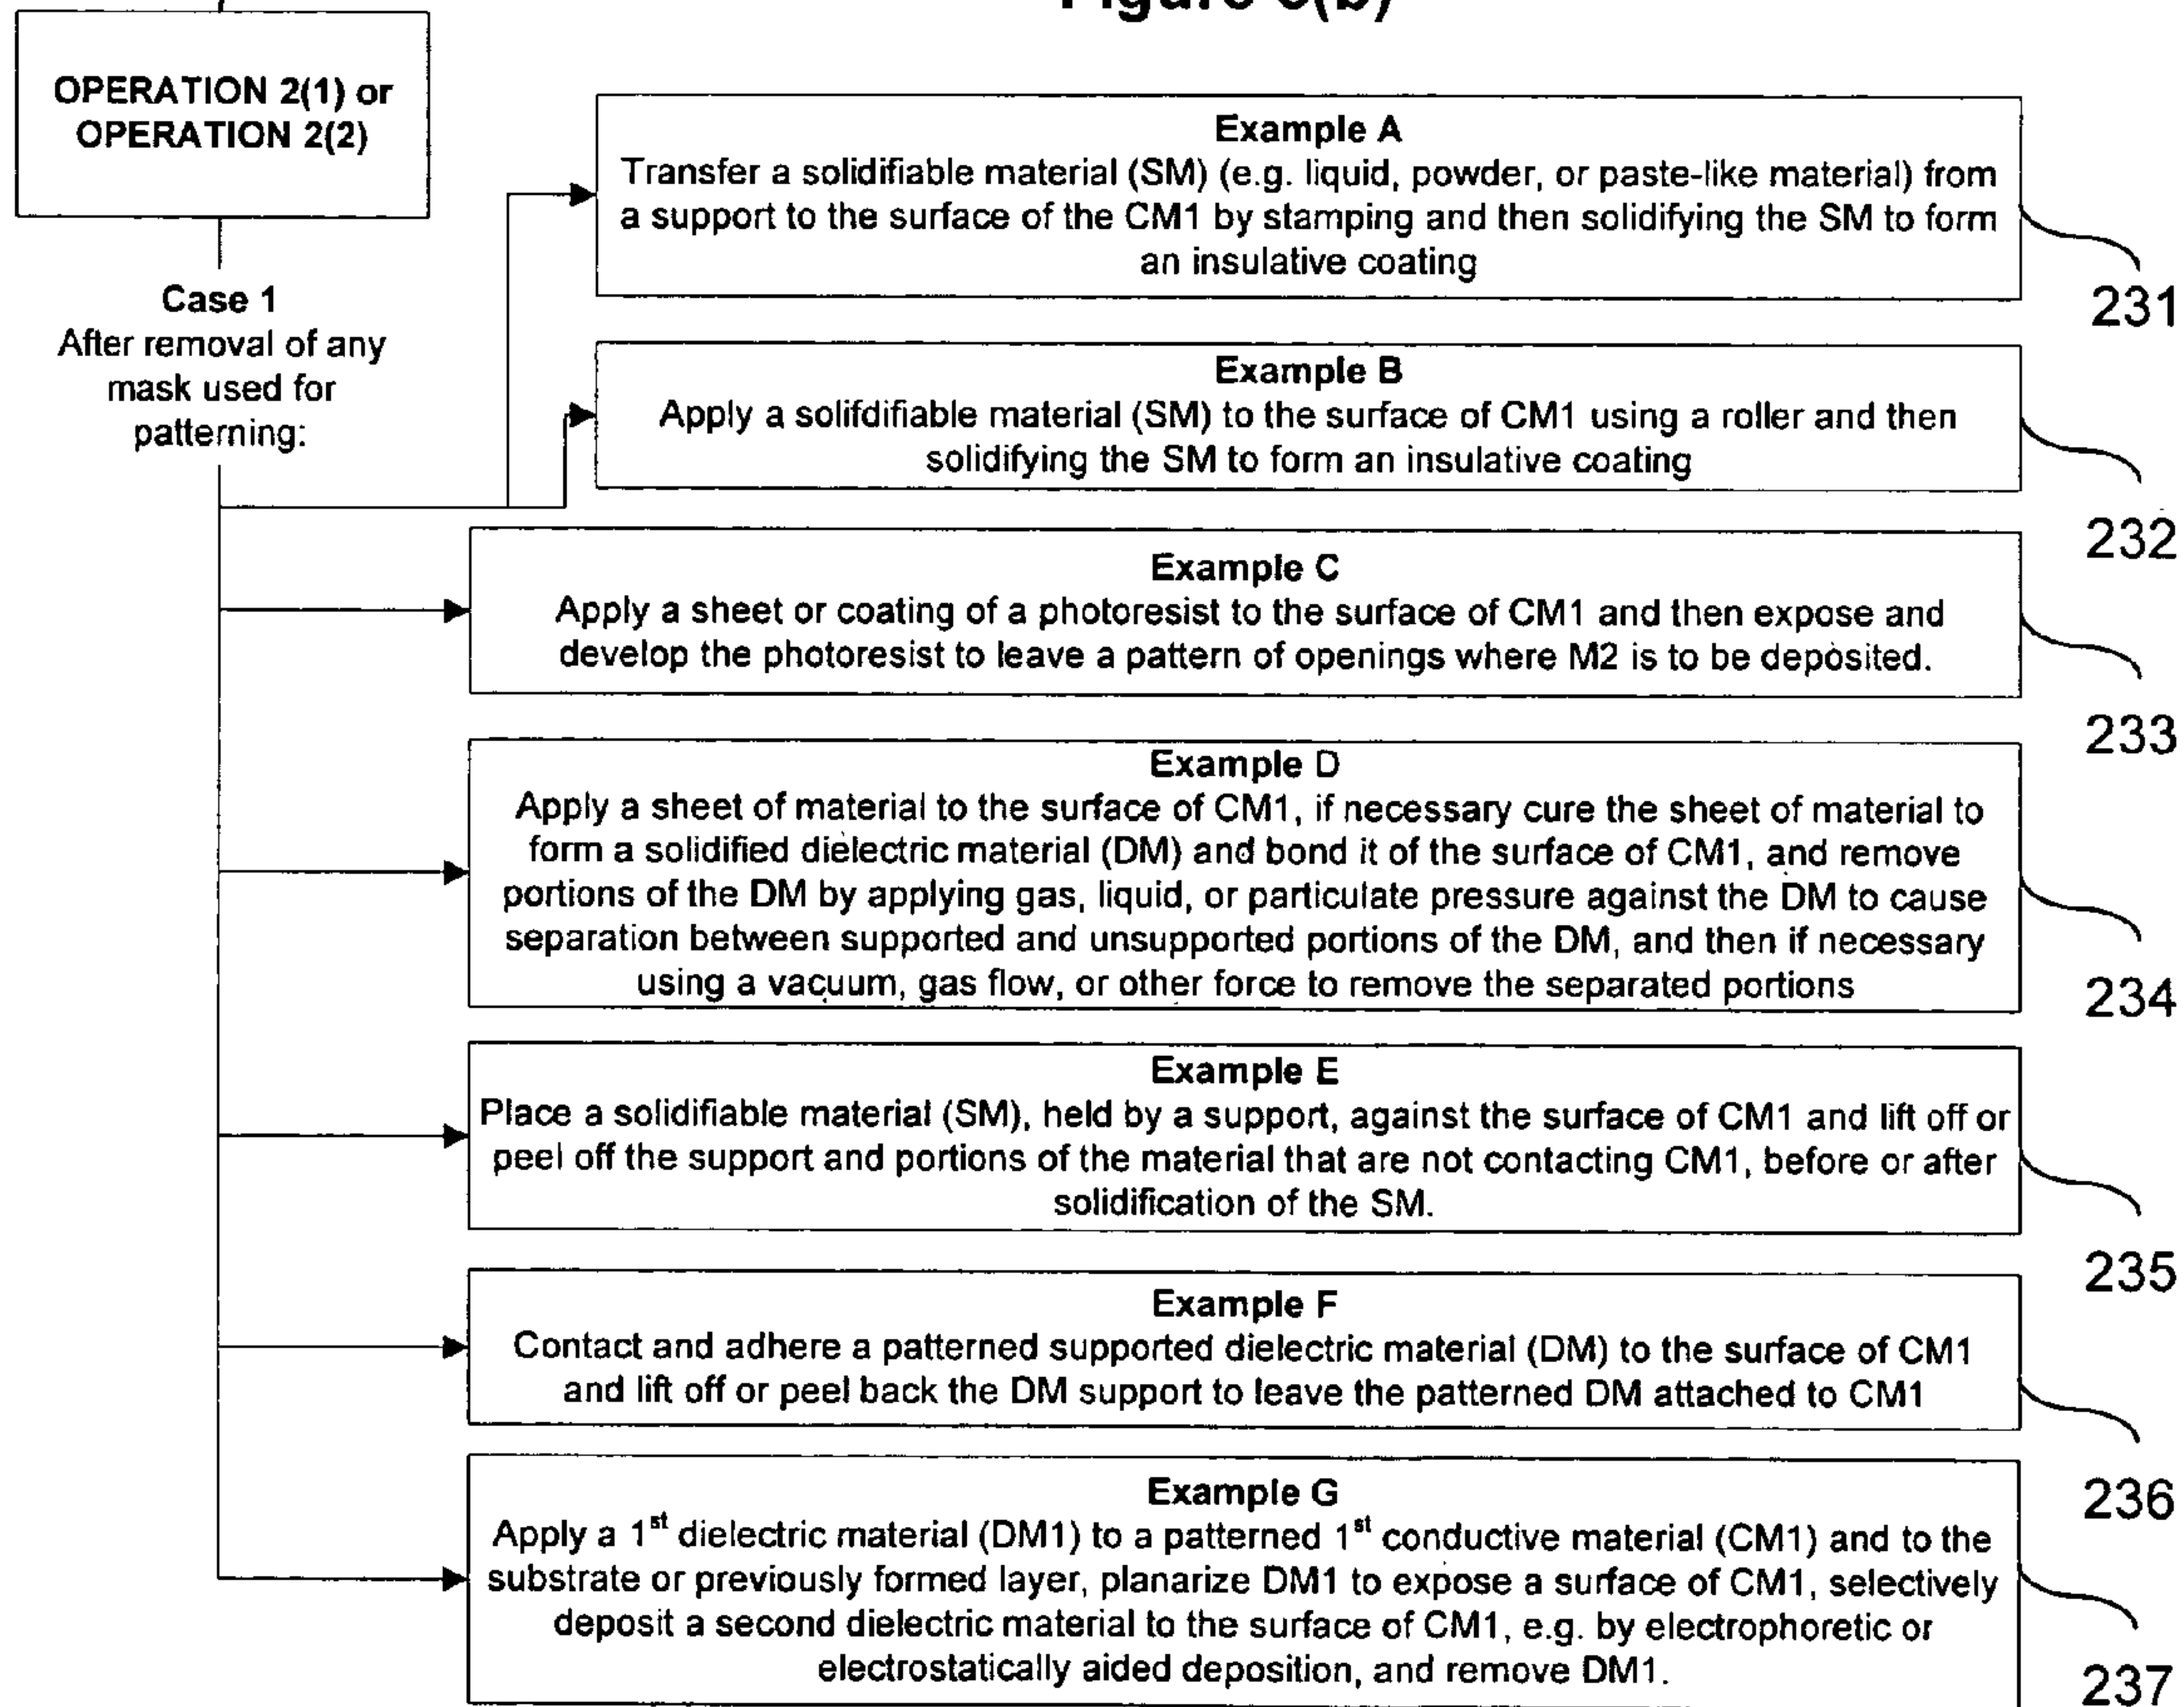 Figure 8(b)
OPERATION 2(1) or
OPERATION 2(2)
Case 1
After removal of any
mask used for
patterning:
Example A
Transfer a solidifiable material (SM) (e.g. liquid, powder, or paste-like material) from
a support to the surface of the CM1 by stamping and then solidifying the SM to form
an insulative coating
231
Example B
Apply a solifdifiable material (SM) to the surface of CM1 using a roller and then
solidifying the SM to form an insulative coating
232
Example C
Apply a sheet or coating of a photoresist to the surface of CM1 and then expose and
develop the photoresist to leave a pattern of openings where M2 is to be deposited.
233
Example D
Apply a sheet of material to the surface of CM1, if necessary cure the sheet of material to
form a solidified dielectric material (DM) and bond it of the surface of CM1, and remove
portions of the DM by applying gas, liquid, or particulate pressure against the DM to cause
separation between supported and unsupported portions of the DM, and then if necessary
using a vacuum, gas flow, or other force to remove the separated portions
234
Example E
Place a solidifiable material (SM), held by a support, against the surface of CM1 and lift off or
peel off the support and portions of the material that are not contacting CM1, before or after
solidification of the SM.
235
Example F
Contact and adhere a patterned supported dielectric material (DM) to the surface of CM1
and lift off or peel back the DM support to leave the patterned DM attached to CM1
236
Example G
Apply a 1st dielectric material (DM1) to a patterned 1st conductive material (CM1) and to the
substrate or previously formed layer, planarize DM1 to expose a surface of CM1, selectively
deposit a second dielectric material to the surface of CM1, e.g. by electrophoretic or
electrostatically aided deposition, and remove DM1.
237